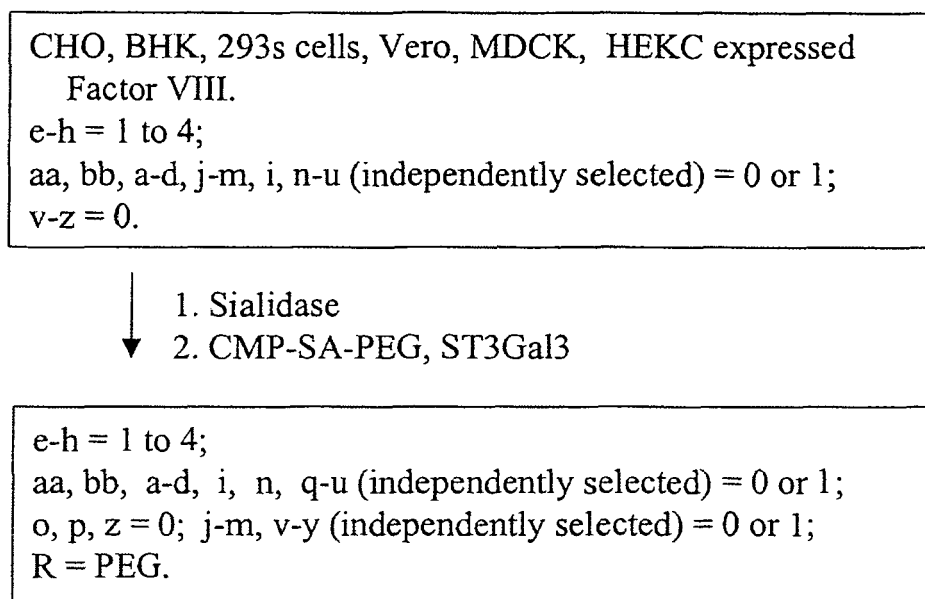 CHO, BHK, 293s cells, Vero, MDCK, HEKC expressed
Factor VIII.
e-h = 1 to 4;
aa, bb, a-d, j-m, i, n-u (independently selected) = 0 or 1;
v-z = 0.
1. Sialidase
2. CMP-SA-PEG, ST3Gal3
e-h = 1 to 4;
aa, bb, a-d, i, n, q-u (independently selected) = 0 or 1;
o, p, z = 0; j-m, v-y (independently selected) = 0 or 1;
R = PEG.